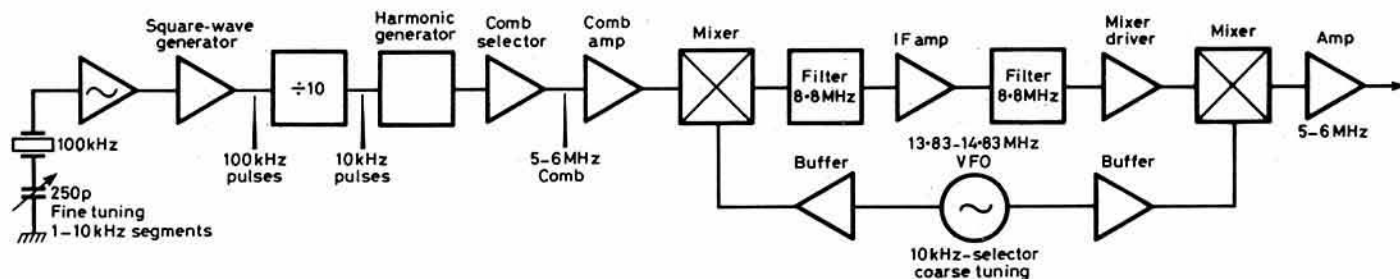 Square-wave
generator
Harmonic
generator
Comb
selector
Comb
amp
Mixer
IF amp
Mixer
driver
Mixer
Amp
÷10
Filter
8·8MHz
Filter
8·8MHz
100kHz
250p
Fine tuning
1–10kHz segments
100kHz
pulses
10kHz
pulses
5–6MHz
Comb
Buffer
13·83–14·83MHz
VFO
10kHz-selector
coarse tuning
Buffer
5–6MHz